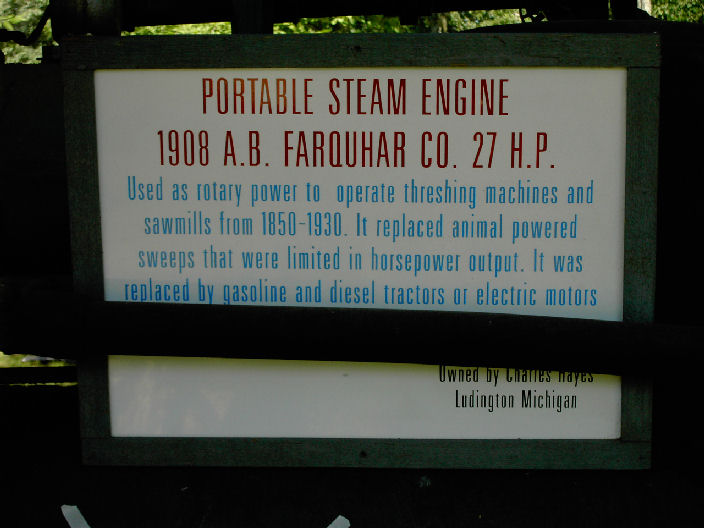 PORTABLE STEAM ENGINE
1908 A.B. FARQUHAR CO. 27 H.P.
Used as rotary power to operate threshing machines and
sawmills from 1850-1930. It replaced animal powered
sweeps that were limited in horsepower output. It was
replaced by gasoline and diesel tractors or electric motors
Owned by Charles Hayes
Ludington Michigan